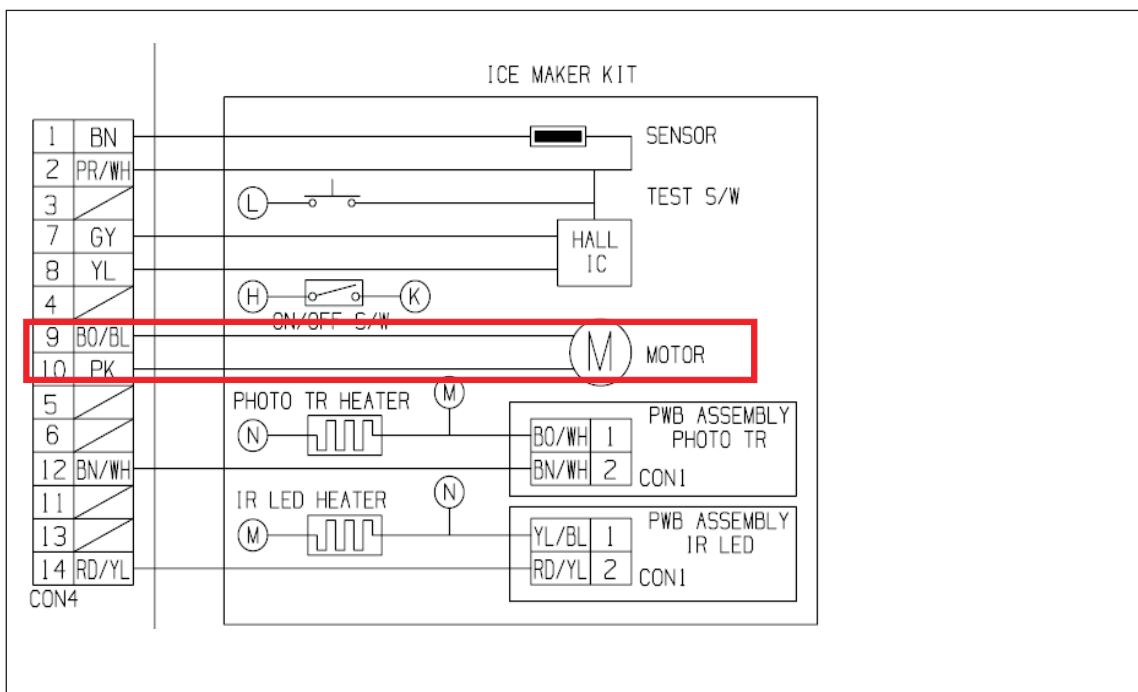 ICE MAKER KIT
1 BN
SENSOR
2 PR/WH
3
L
TEST S/W
7 GY
HALL
IC
8 YL
4
H
K
ON/OFF S/W
9 BO/BL
M
MOTOR
10 PK
5
PHOTO TR HEATER
M
PWB ASSEMBLY
PHOTO TR
6
N
BO/WH 1
12 BN/WH
BN/WH 2
CON1
11
IR LED HEATER
N
PWB ASSEMBLY
IR LED
13
M
YL/BL 1
14 RD/YL
RD/YL 2
CON1
CON4